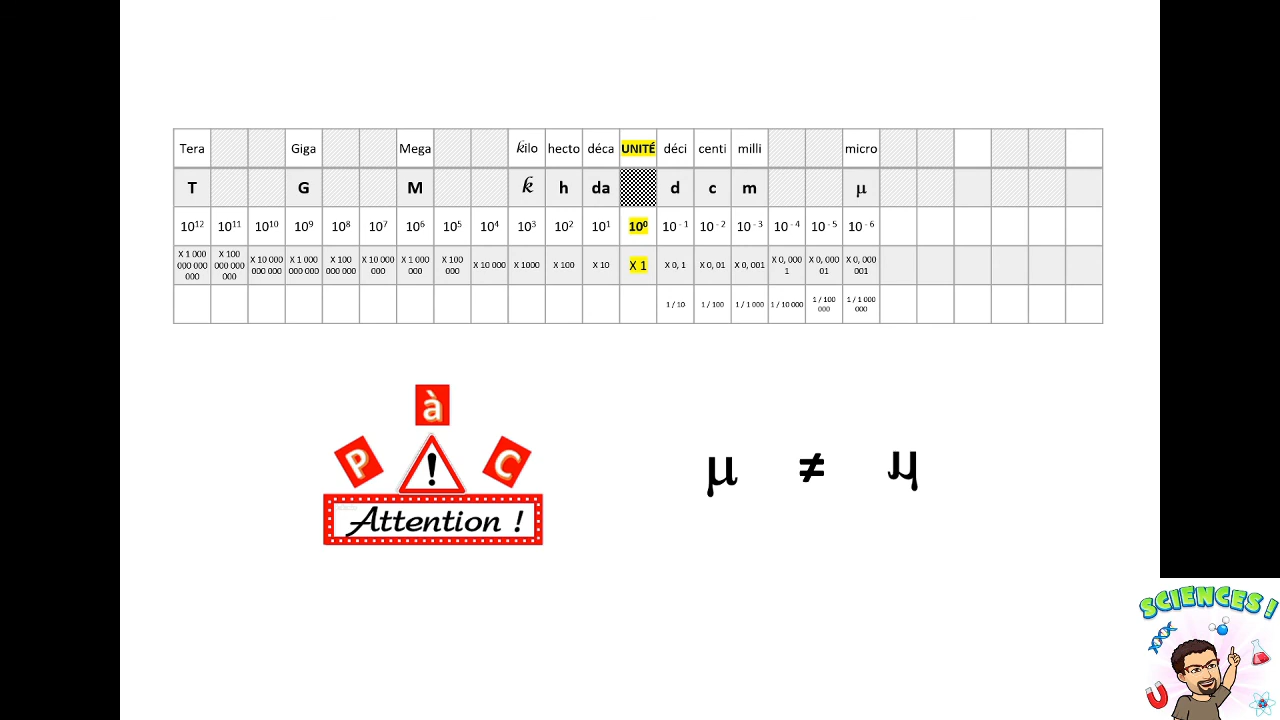 Tera Giga Mega kilo hecto déca UNITÉ déci centi milli micro
T G M k h da d c m μ
10¹² 10¹¹ 10¹⁰ 10⁹ 10⁸ 10⁷ 10⁶ 10⁵ 10⁴ 10³ 10² 10¹ 10⁰ 10⁻¹ 10⁻² 10⁻³ 10⁻⁴ 10⁻⁵ 10⁻⁶
X 1 000 000 000 000 X 100 000 000 000 X 10 000 000 000 X 1 000 000 000 X 100 000 000 X 10 000 000 X 1 000 000 X 100 000 X 10 000 X 1000 X 100 X 10 X 1 X 0, 1 X 0, 01 X 0, 001 X 0, 000 1 X 0, 000 01 X 0, 000 001
1 / 10 1 / 100 1 / 1 000 1 / 10 000 1 / 100 000 1 / 1 000 000
P à C
!
Attention !
μ ≠
SCIENCES !